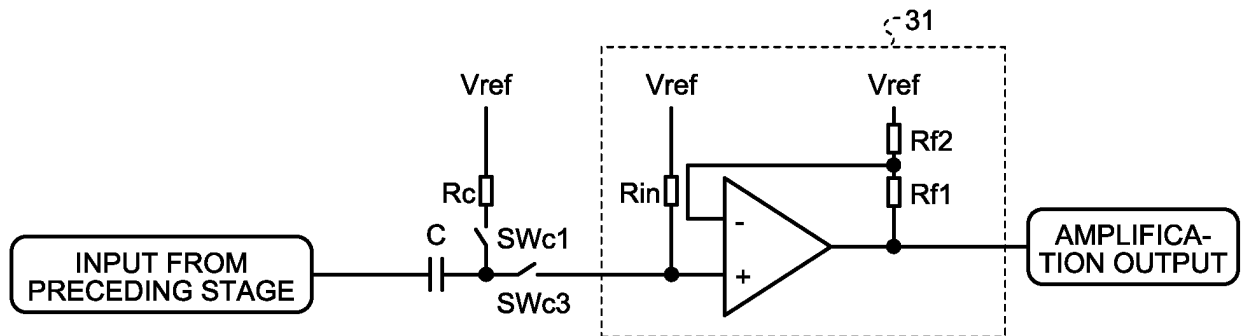 31
Vref
Vref
Vref
Rf2
Rc
Rin
Rf1
-
C
SWc1
+
SWc3
INPUT FROM
PRECEDING STAGE
AMPLIFICA-
TION OUTPUT